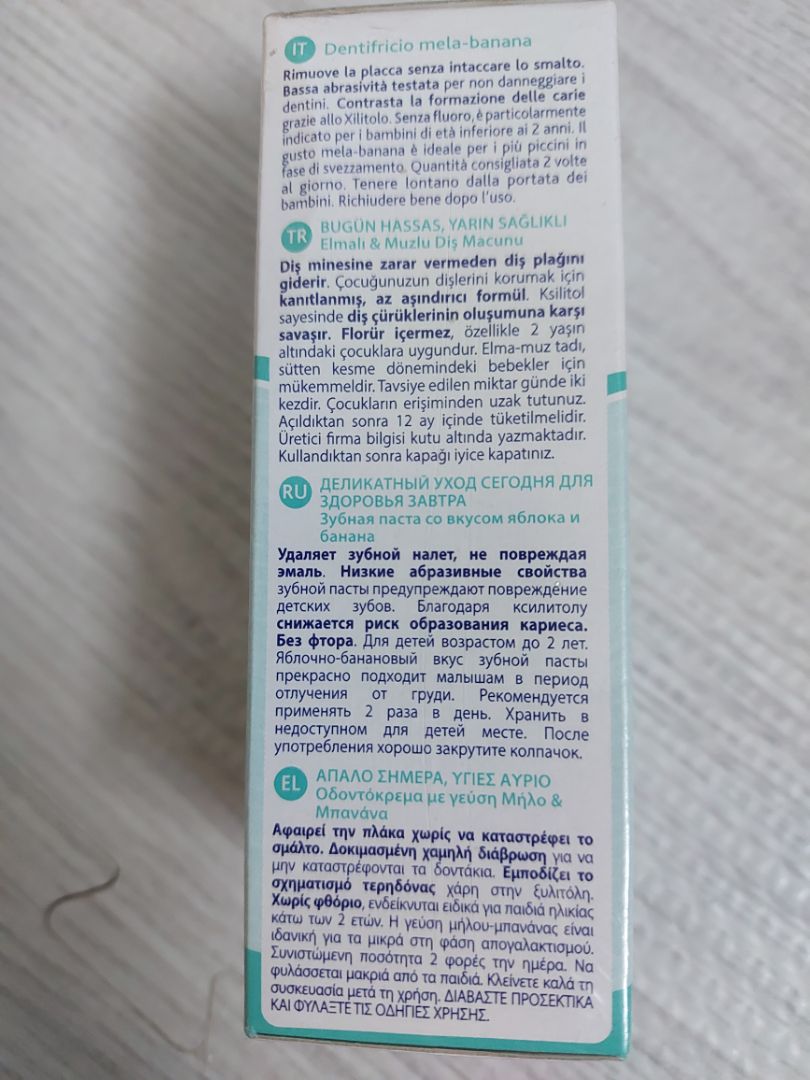 IT Dentifricio mela-banana
Rimuove la placca senza intaccare lo smalto.
Bassa abrasività testata per non danneggiare i
dentini. Contrasta la formazione delle carie
grazie allo Xilitolo. Senza fluoro, è particolarmente
indicato per i bambini di età inferiore ai 2 anni. Il
gusto mela-banana è ideale per i più piccini in
fase di svezzamento. Quantità consigliata 2 volte
al giorno. Tenere lontano dalla portata dei
bambini. Richiudere bene dopo l'uso.
TR BUGÜN HASSAS, YARIN SAĞLIKLI
Elmalı & Muzlu Diş Macunu
Diş minesine zarar vermeden diş plağını
giderir. Çocuğunuzun dişlerini korumak için
kanıtlanmış, az aşındırıcı formül. Ksilitol
sayesinde diş çürüklerinin oluşumuna karşı
savaşır. Florür içermez, özellikle 2 yaşın
altındaki çocuklara uygundur. Elma-muz tadı,
sütten kesme dönemindeki bebekler için
mükemmeldir. Tavsiye edilen miktar günde iki
kezdir. Çocukların erişiminden uzak tutunuz.
Açıldıktan sonra 12 ay içinde tüketilmelidir.
Üretici firma bilgisi kutu altında yazmaktadır.
Kullandıktan sonra kapağı iyice kapatınız.
RU ДЕЛИКАТНЫЙ УХОД СЕГОДНЯ ДЛЯ
ЗДОРОВЬЯ ЗАВТРА
Зубная паста со вкусом яблока и
банана
Удаляет зубной налет, не повреждая
эмаль. Низкие абразивные свойства
зубной пасты предупреждают повреждение
детских зубов. Благодаря ксилитолу
снижается риск образования кариеса.
Без фтора. Для детей возрастом до 2 лет.
Яблочно-банановый вкус зубной пасты
прекрасно подходит малышам в период
отлучения от груди. Рекомендуется
применять 2 раза в день. Хранить в
недоступном для детей месте. После
употребления хорошо закрутите колпачок.
EL ΑΠΑΛΟ ΣΗΜΕΡΑ, ΥΓΙΕΣ ΑΥΡΙΟ
Οδοντόκρεμα με γεύση Μήλο &
Μπανάνα
Αφαιρεί την πλάκα χωρίς να καταστρέφει το
σμάλτο. Δοκιμασμένη χαμηλή διάβρωση για να
μην καταστρέφονται τα δοντάκια. Εμποδίζει το
σχηματισμό τερηδόνας χάρη στην ξυλιτόλη.
Χωρίς φθόριο, ενδείκνυται ειδικά για παιδιά ηλικίας
κάτω των 2 ετών. Η γεύση μήλου-μπανάνας είναι
ιδανική για τα μικρά στη φάση απογαλακτισμού.
Συνιστώμενη ποσότητα 2 φορές την ημέρα. Να
φυλάσσεται μακριά από τα παιδιά. Κλείνετε καλά τη
συσκευασία μετά τη χρήση. ΔΙΑΒΑΣΤΕ ΠΡΟΣΕΚΤΙΚΑ
ΚΑΙ ΦΥΛΑΞΤΕ ΤΙΣ ΟΔΗΓΙΕΣ ΧΡΗΣΗΣ.